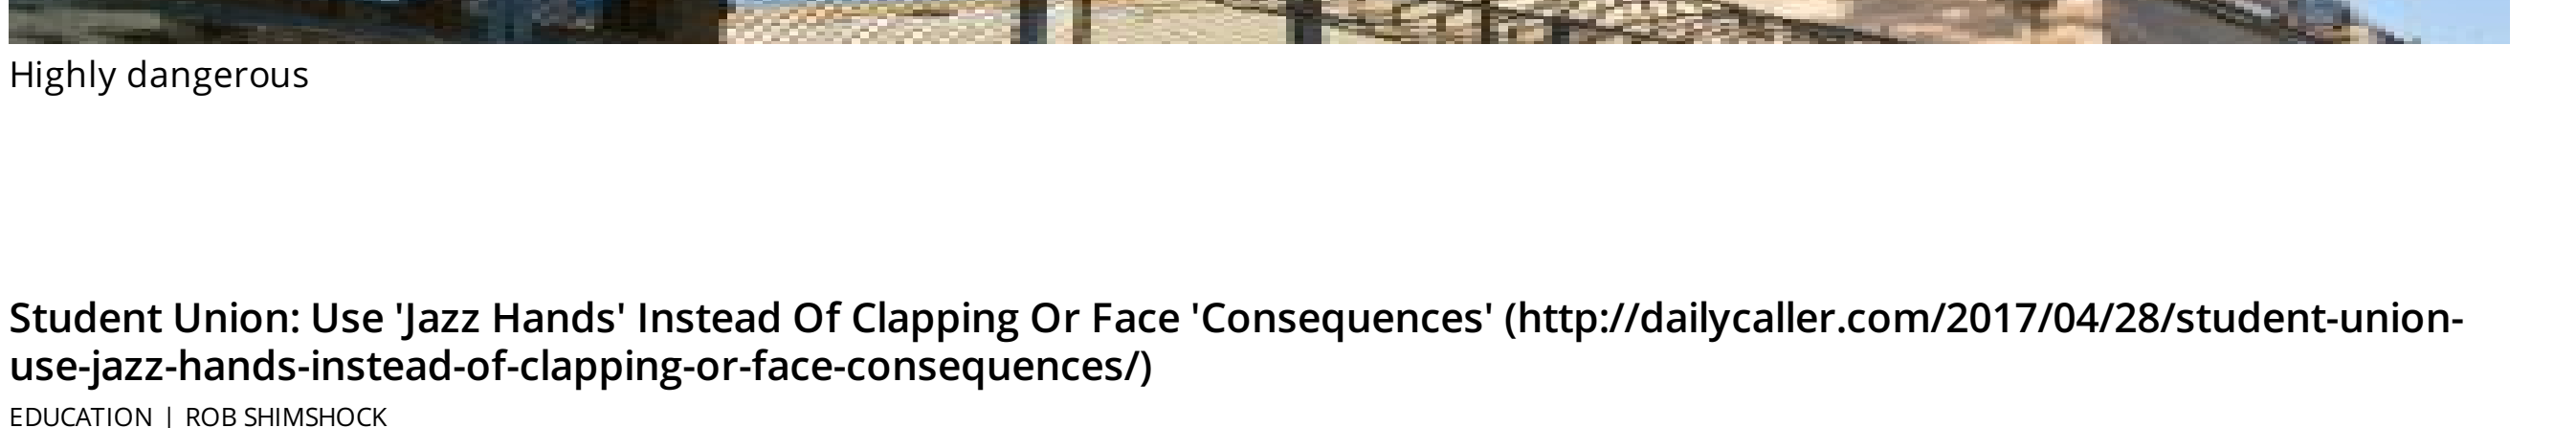 Highly dangerous
Student Union: Use 'Jazz Hands' Instead Of Clapping Or Face 'Consequences' (http://dailycaller.com/2017/04/28/student-union-
use-jazz-hands-instead-of-clapping-or-face-consequences/)
EDUCATION | ROB SHIMSHOCK